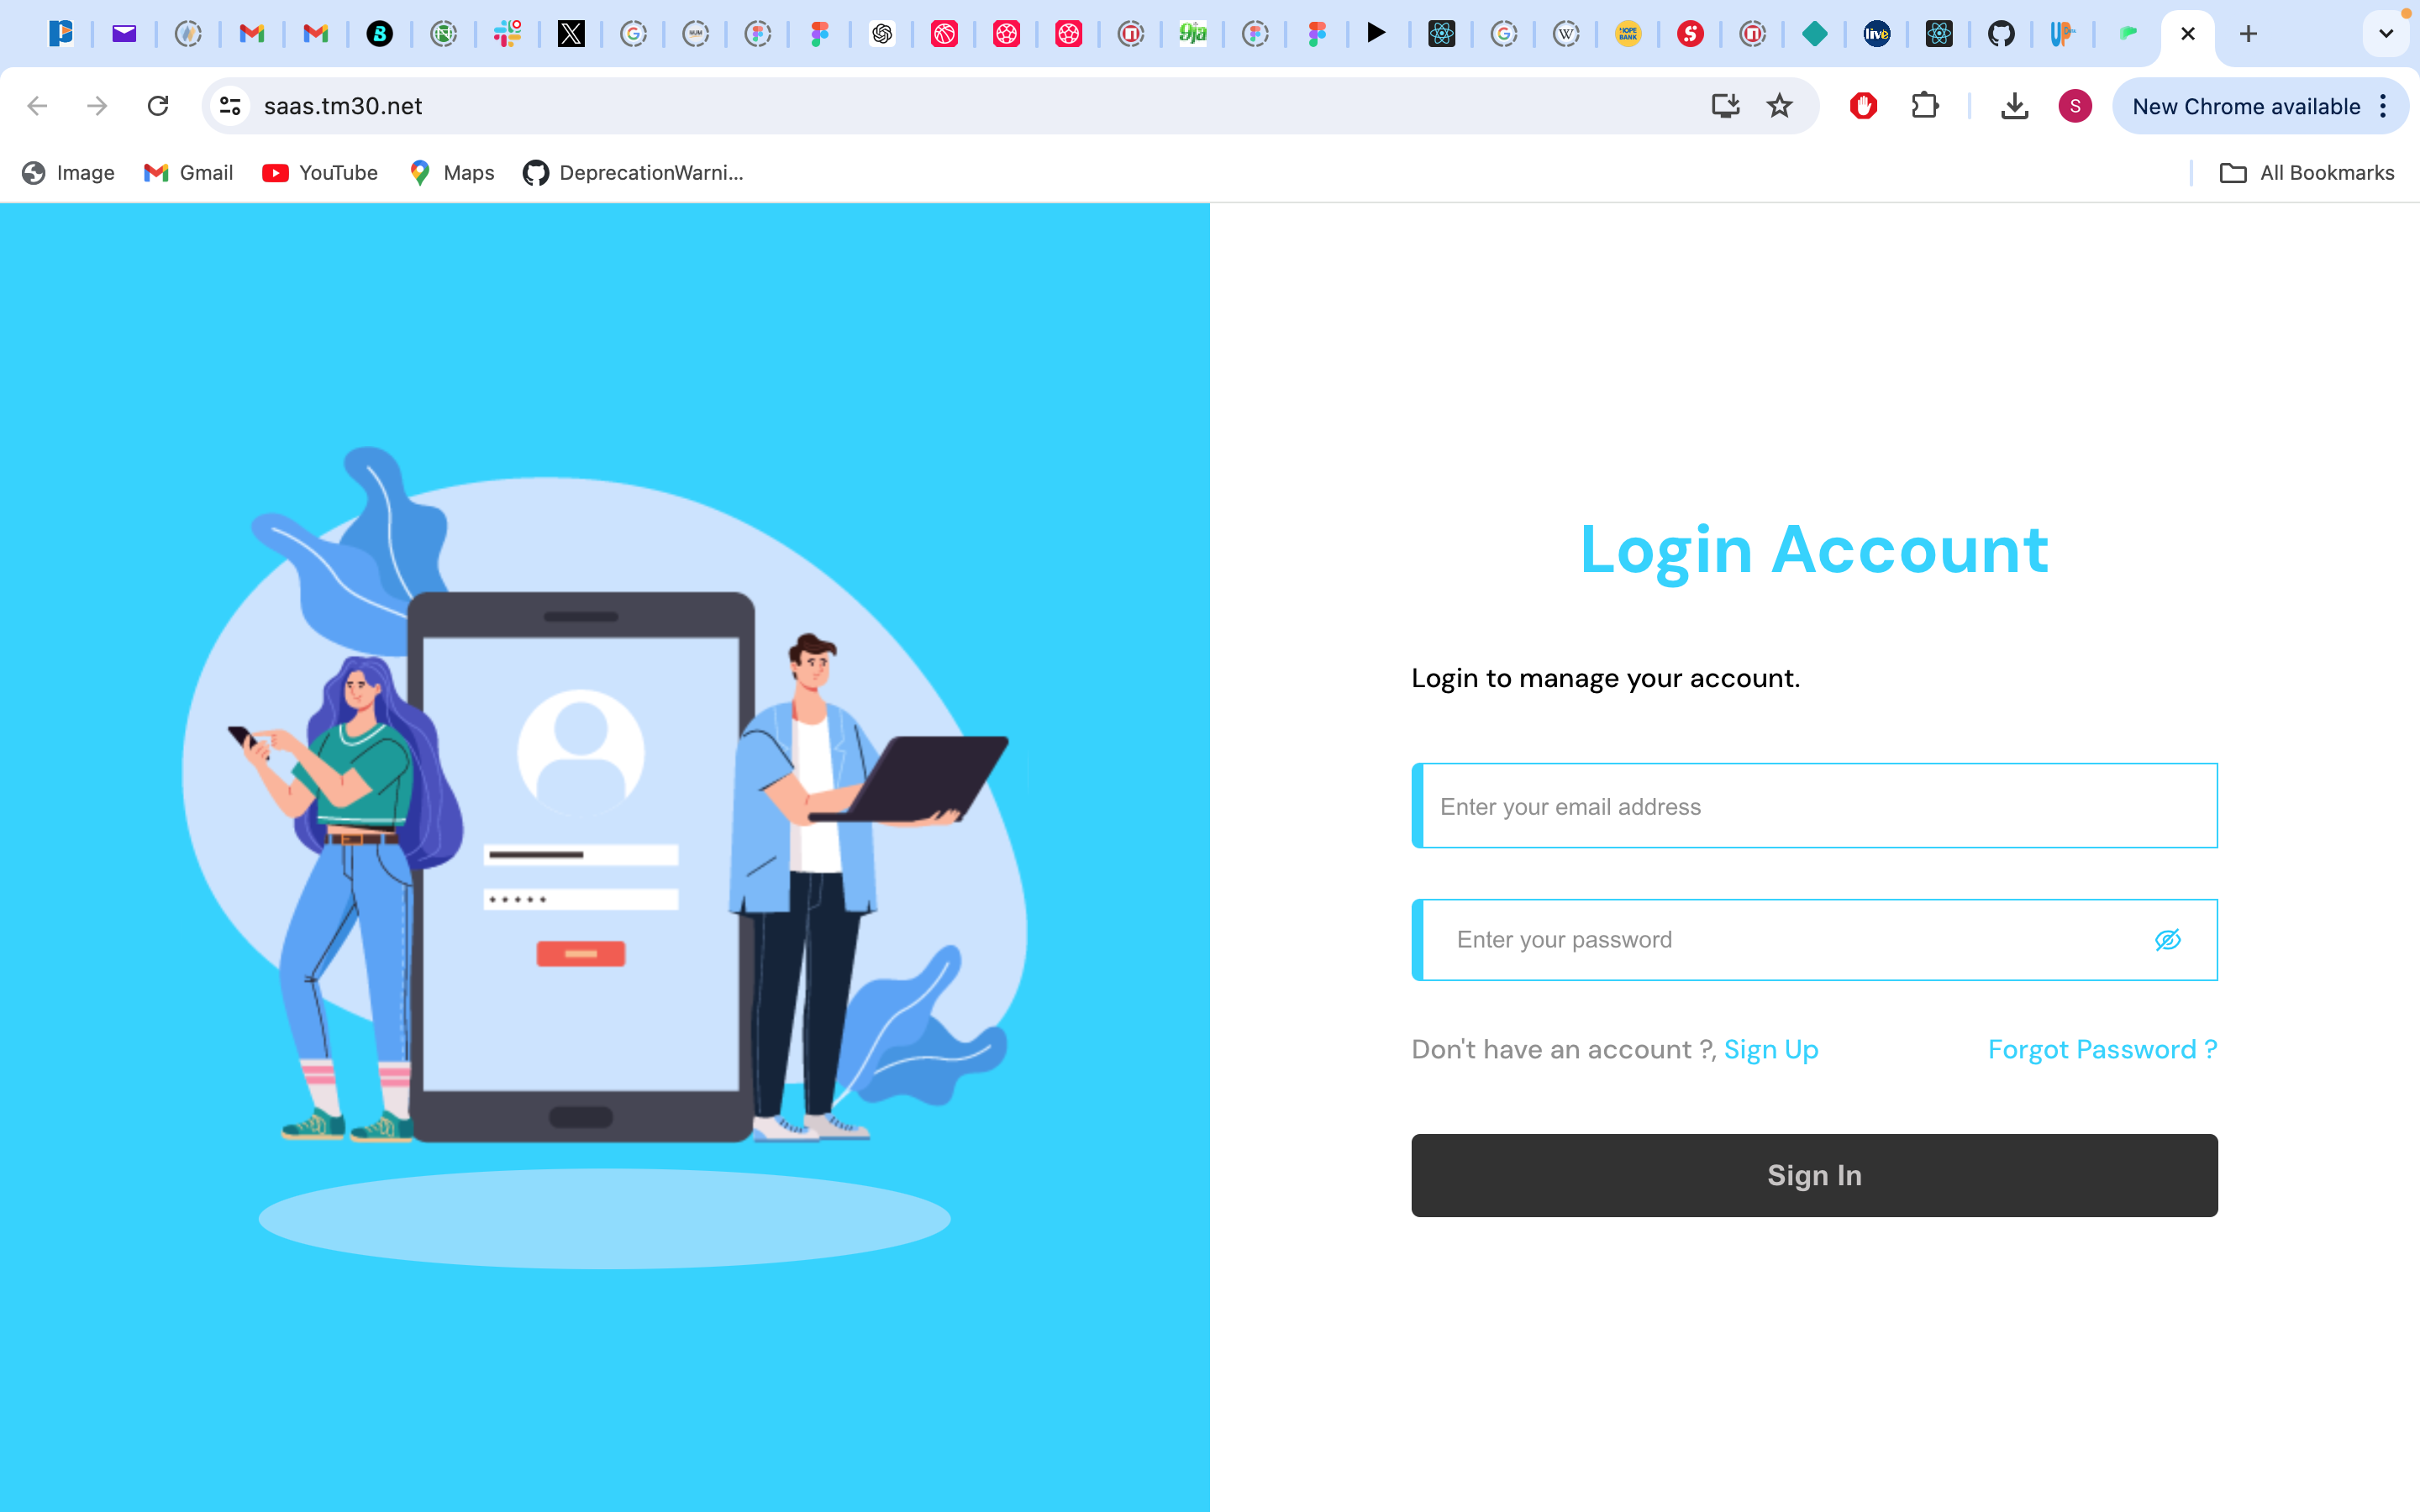 saas.tm30.net
New Chrome available
Image
Gmail
YouTube
Maps
DeprecationWarni...
All Bookmarks
Login Account
Login to manage your account.
Enter your email address
Enter your password
Don't have an account ?, Sign Up
Forgot Password ?
Sign In